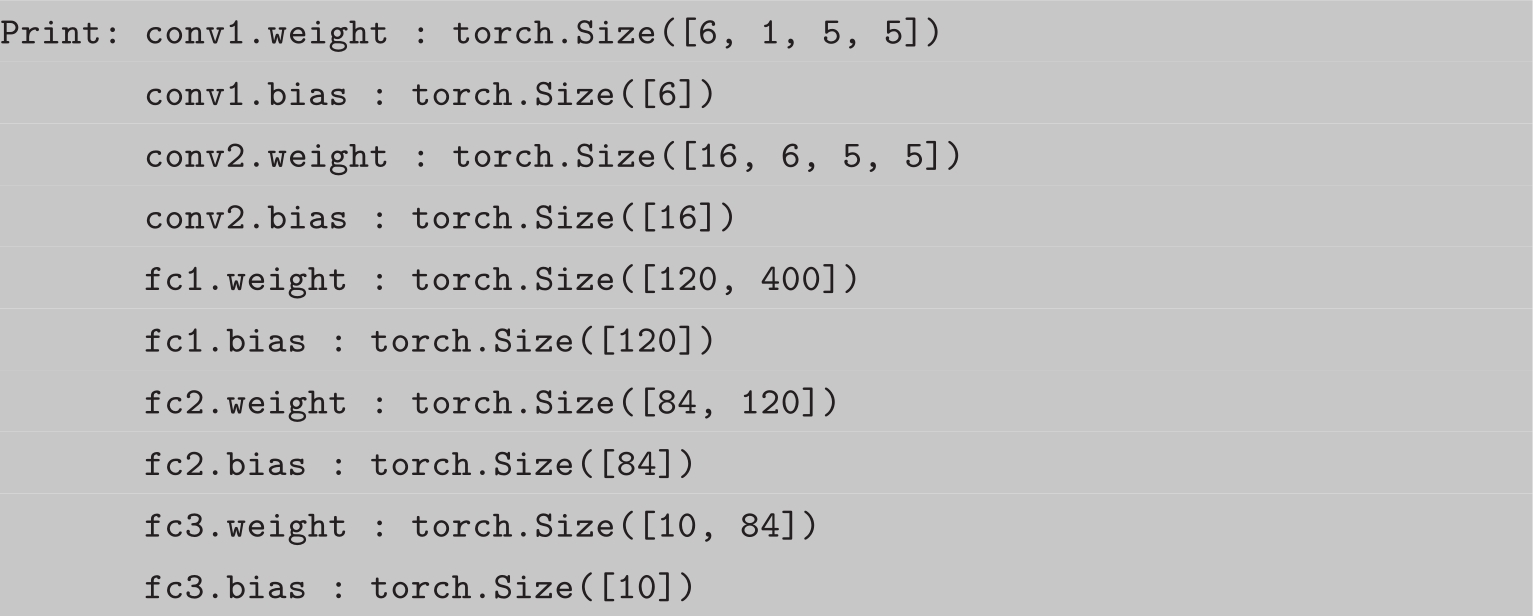 Print: conv1.weight : torch.Size([6, 1, 5, 5])
conv1.bias : torch.Size([6])
conv2.weight : torch.Size([16, 6, 5, 5])
conv2.bias : torch.Size([16])
fc1.weight : torch.Size([120, 400])
fc1.bias : torch.Size([120])
fc2.weight : torch.Size([84, 120])
fc2.bias : torch.Size([84])
fc3.weight : torch.Size([10, 84])
fc3.bias : torch.Size([10])